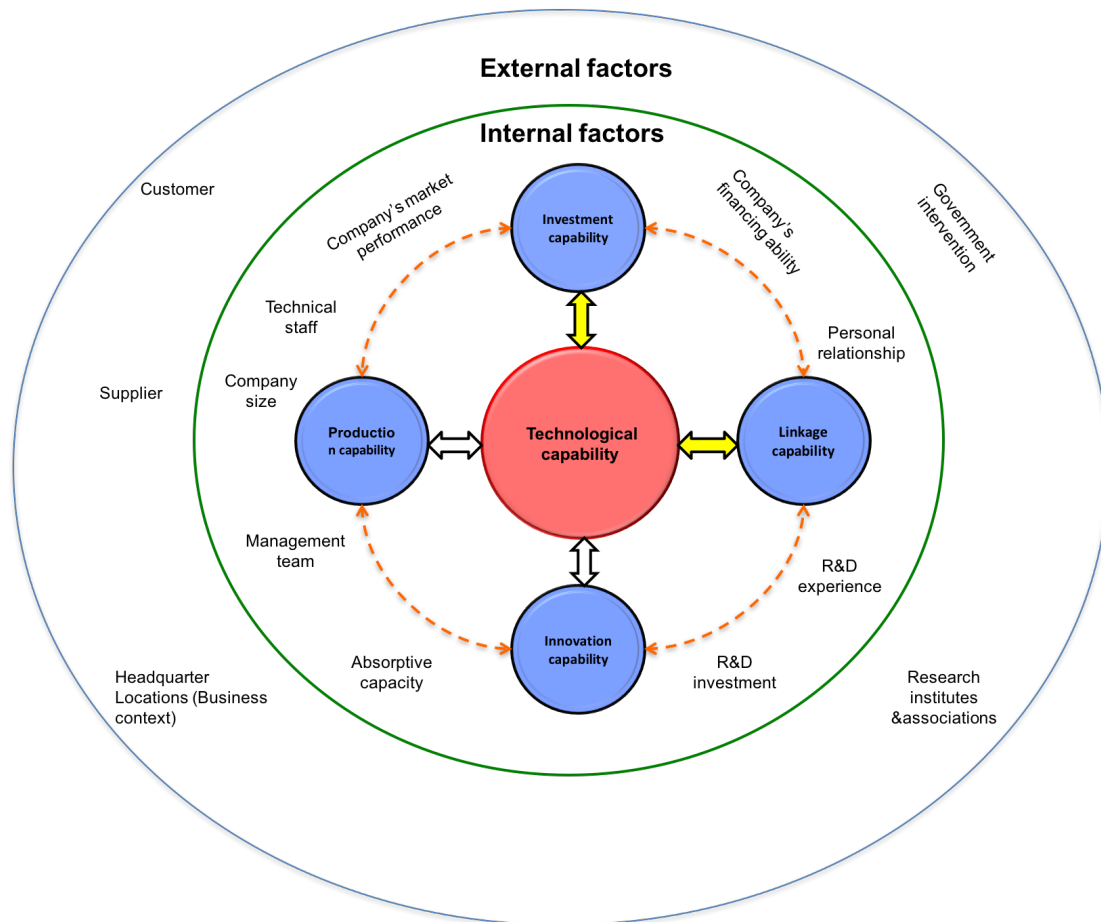 External factors
Internal factors
Customer
Company's market
performance
Investment
capability
Company's
financing ability
Government
intervention
Technical
staff
Personal
relationship
Supplier
Company
size
Productio
n capability
Technological
capability
Linkage
capability
Management
team
R&D
experience
Innovation
capability
Absorptive
capacity
R&D
investment
Headquarter
Locations (Business
context)
Research
institutes
&associations